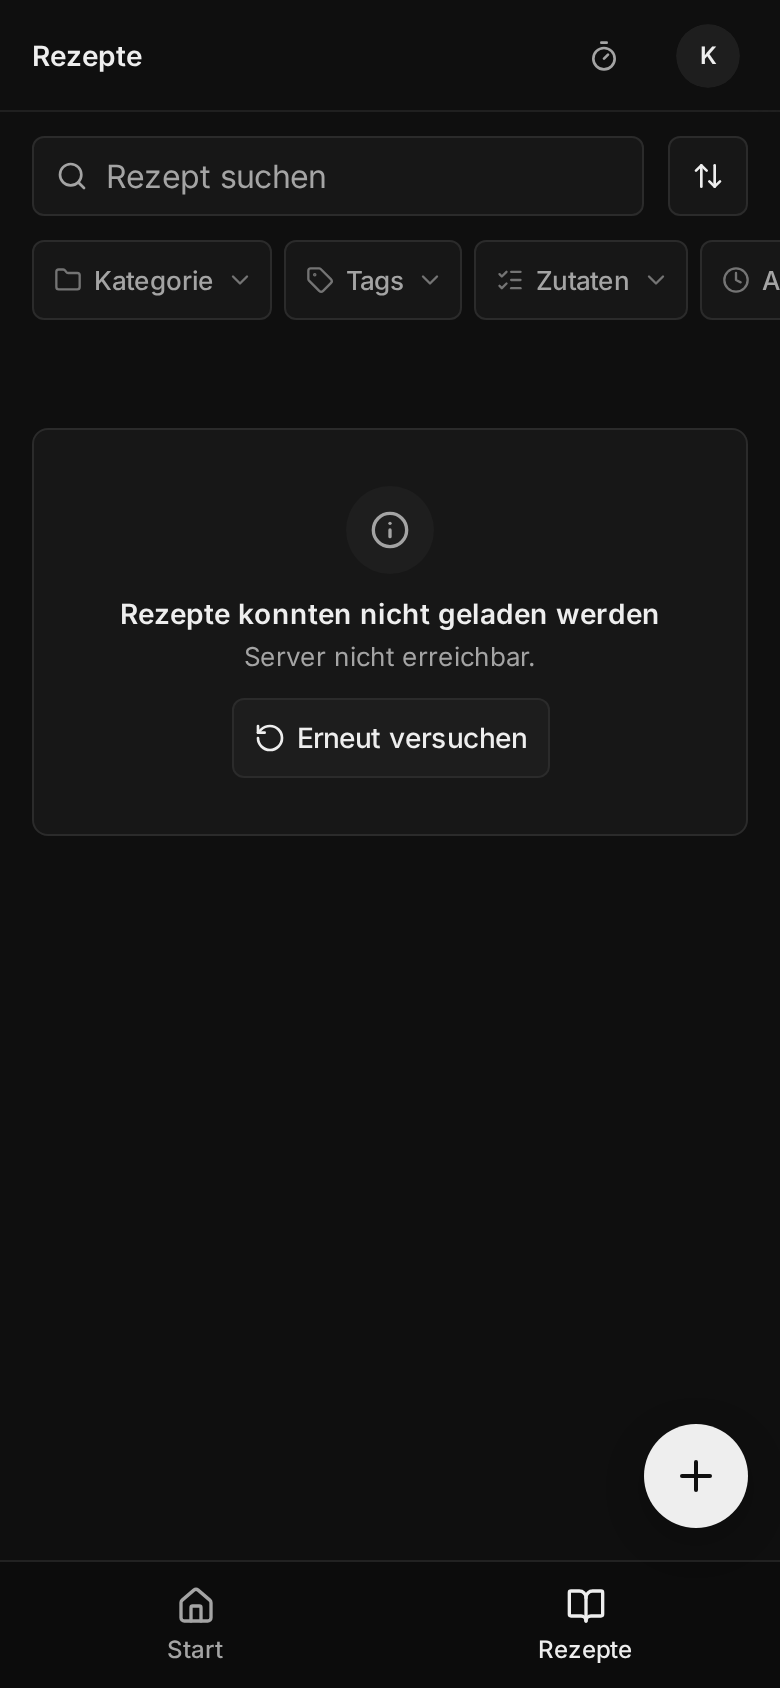 Rezepte
K
Rezept suchen
Kategorie
Tags
Zutaten
A
Rezepte konnten nicht geladen werden
Server nicht erreichbar.
Erneut versuchen
Start
Rezepte